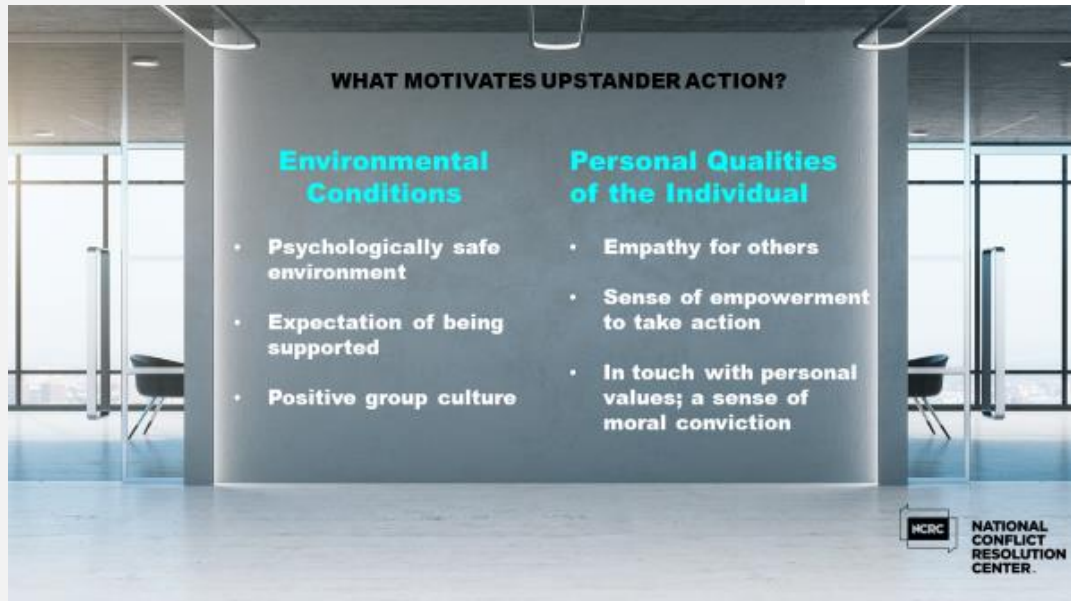 WHAT MOTIVATES UPSTANDER ACTION?
Environmental
Conditions
• Psychologically safe
environment
• Expectation of being
supported
• Positive group culture
Personal Qualities
of the Individual
• Empathy for others
• Sense of empowerment
to take action
• In touch with personal
values; a sense of
moral conviction
NCRC
NATIONAL
CONFLICT
RESOLUTION
CENTER